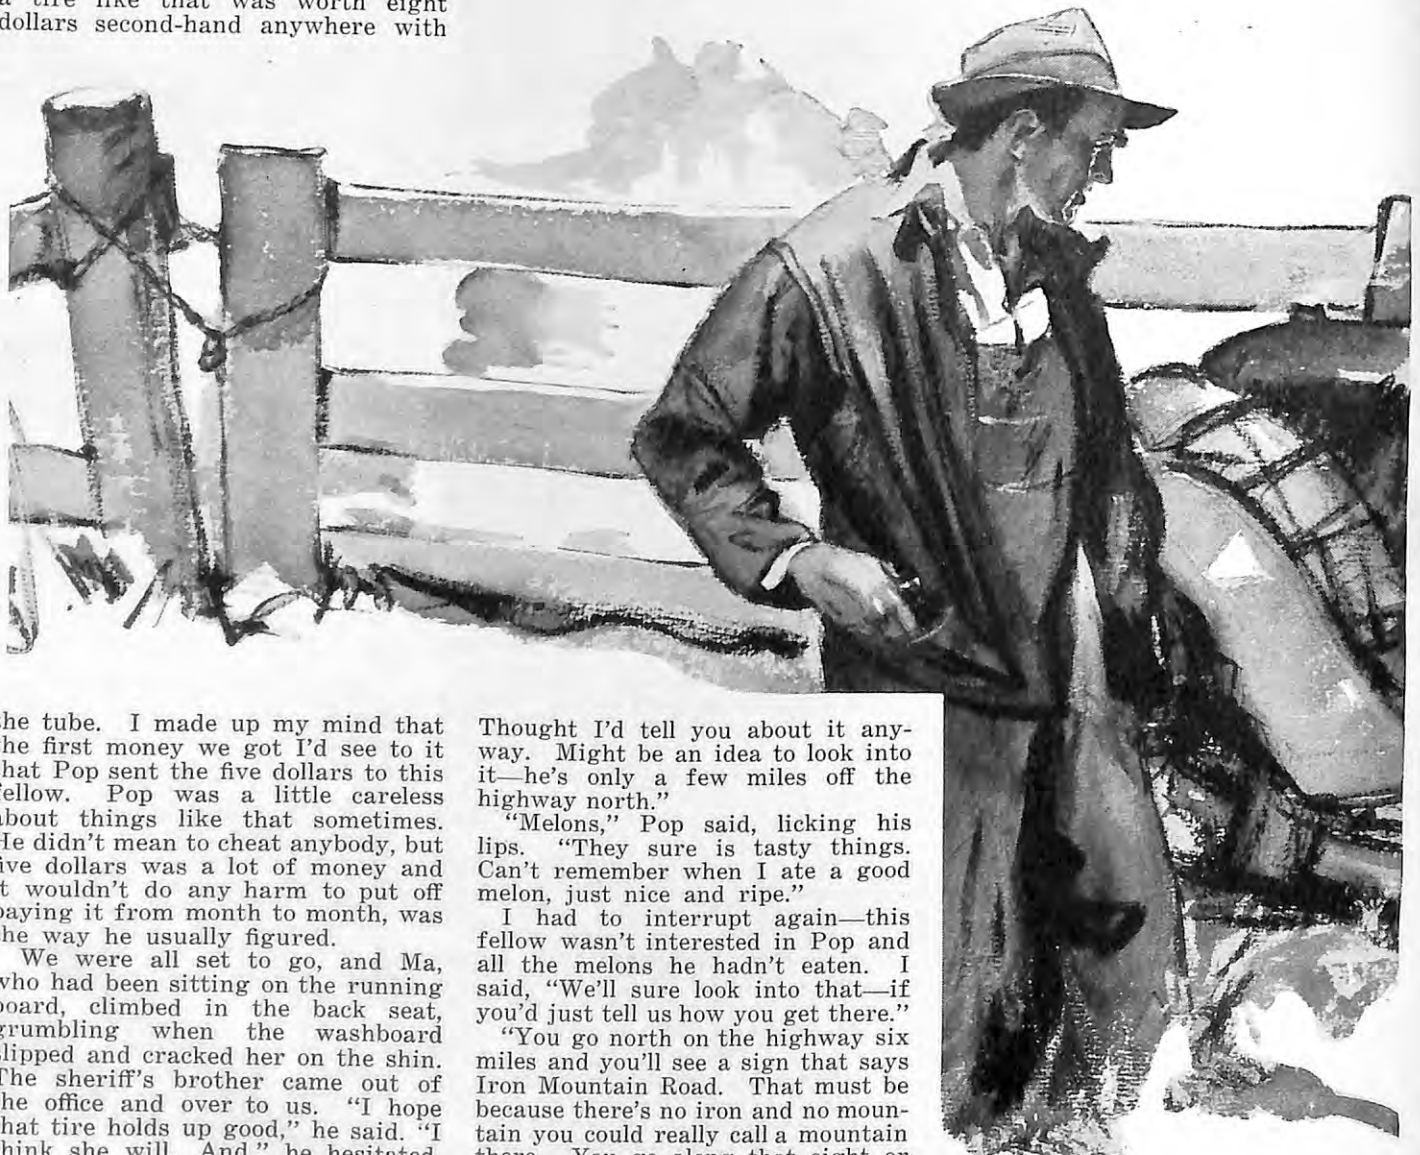 a tire like that was worth eight
dollars second-hand anywhere with
the tube. I made up my mind that
the first money we got I'd see to it
that Pop sent the five dollars to this
fellow. Pop was a little careless
about things like that sometimes.
He didn't mean to cheat anybody, but
five dollars was a lot of money and
it wouldn't do any harm to put off
paying it from month to month, was
the way he usually figured.
We were all set to go, and Ma,
who had been sitting on the running
board, climbed in the back seat,
grumbling when the washboard
slipped and cracked her on the shin.
The sheriff's brother came out of
the office and over to us. “I hope
that tire holds up good,” he said. “I
think she will. And,” he hesitated,
Thought I'd tell you about it any-
way. Might be an idea to look into
it—he's only a few miles off the
highway north.”
“Melons,” Pop said, licking his
lips. “They sure is tasty things.
Can't remember when I ate a good
melon, just nice and ripe.”
I had to interrupt again—this
fellow wasn't interested in Pop and
all the melons he hadn't eaten. I
said, “We'll sure look into that—if
you'd just tell us how you get there.”
“You go north on the highway six
miles and you'll see a sign that says
Iron Mountain Road. That must be
because there's no iron and no moun-
tain you could really call a mountain
there. You go along that eight or